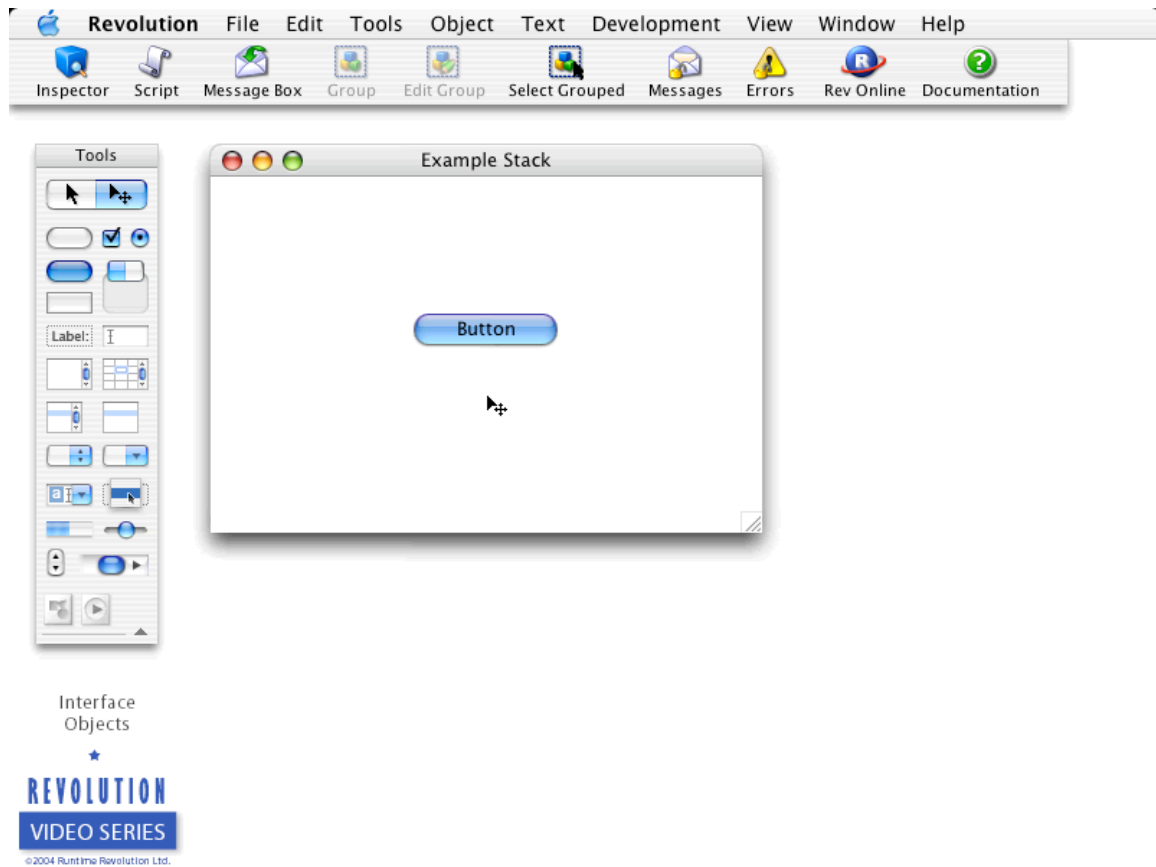 Revolution File Edit Tools Object Text Development View Window Help
Inspector Script Message Box Group Edit Group Select Grouped Messages Errors Rev Online Documentation
Tools
Example Stack
Label:
a
Button
Interface
Objects
REVOLUTION
VIDEO SERIES
©2004 Runtime Revolution Ltd.